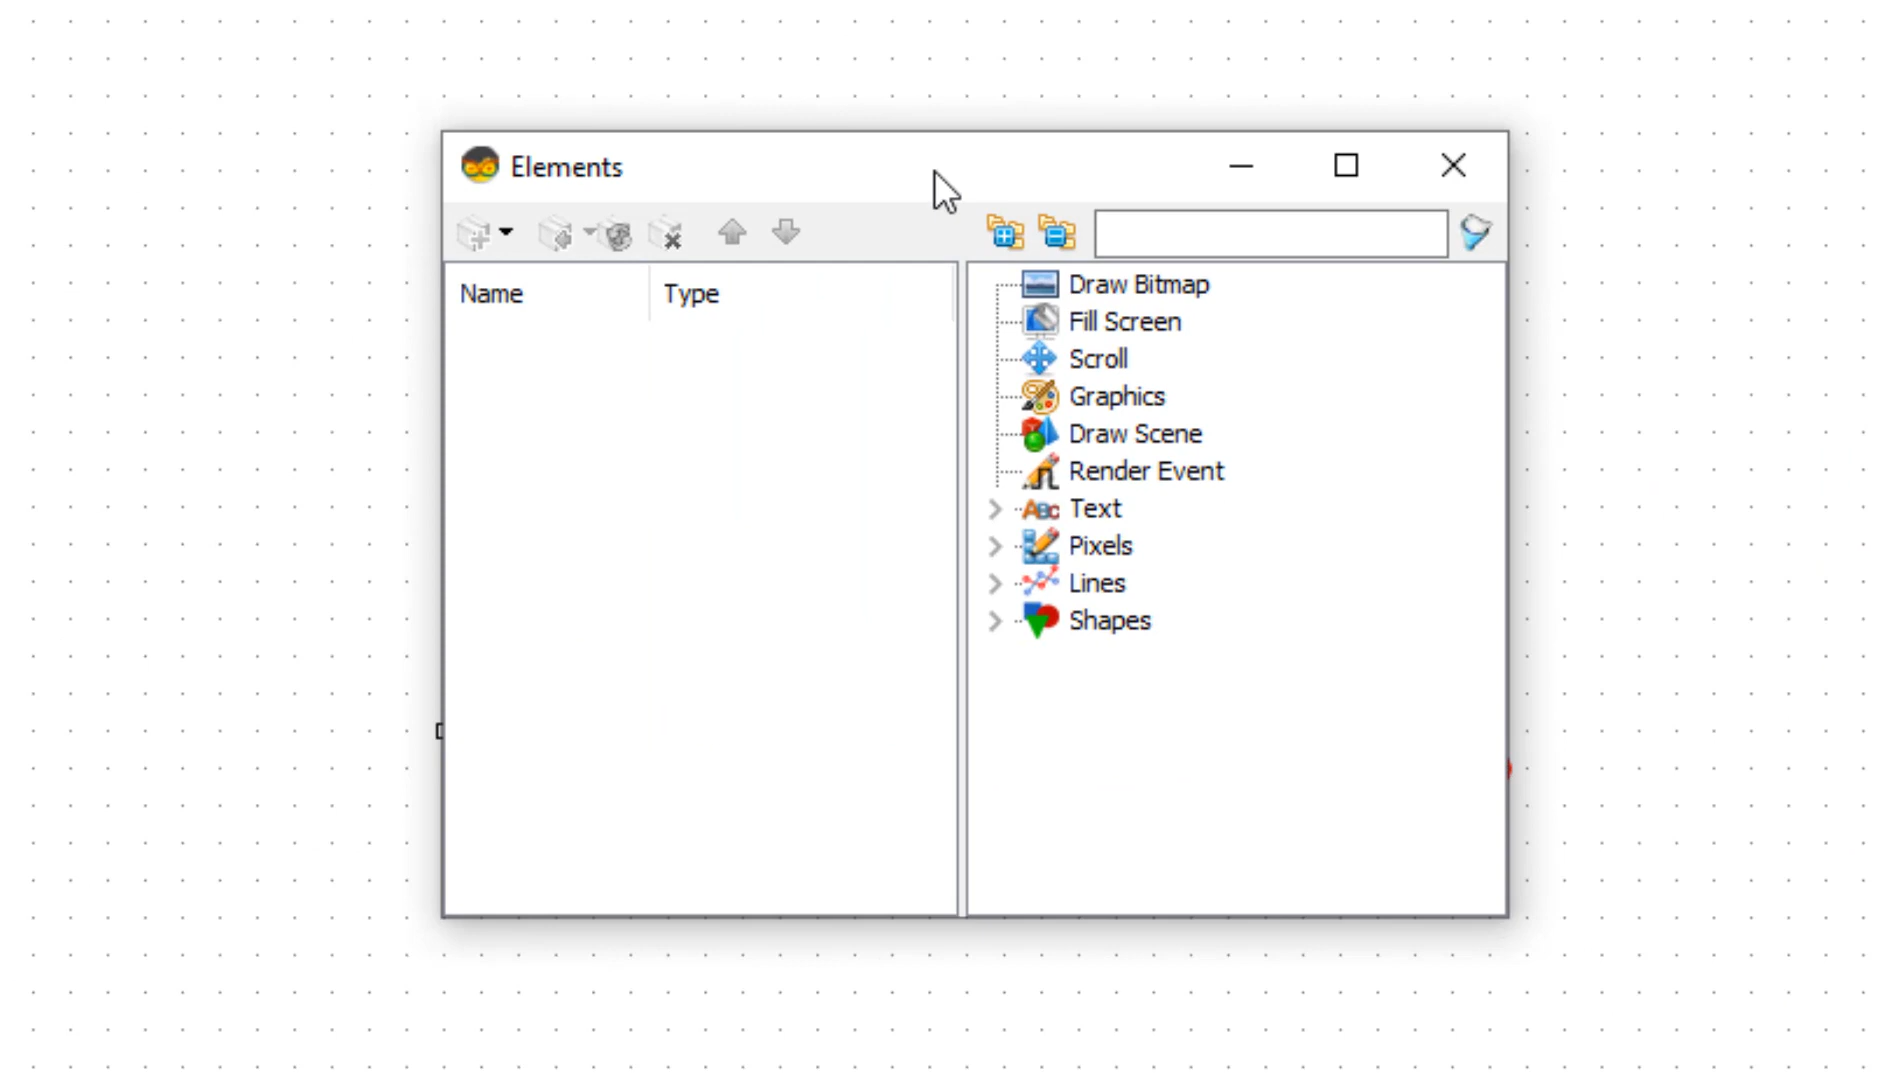 Elements
Name Type
Draw Bitmap
Fill Screen
Scroll
Graphics
Draw Scene
Render Event
Text
Pixels
Lines
Shapes